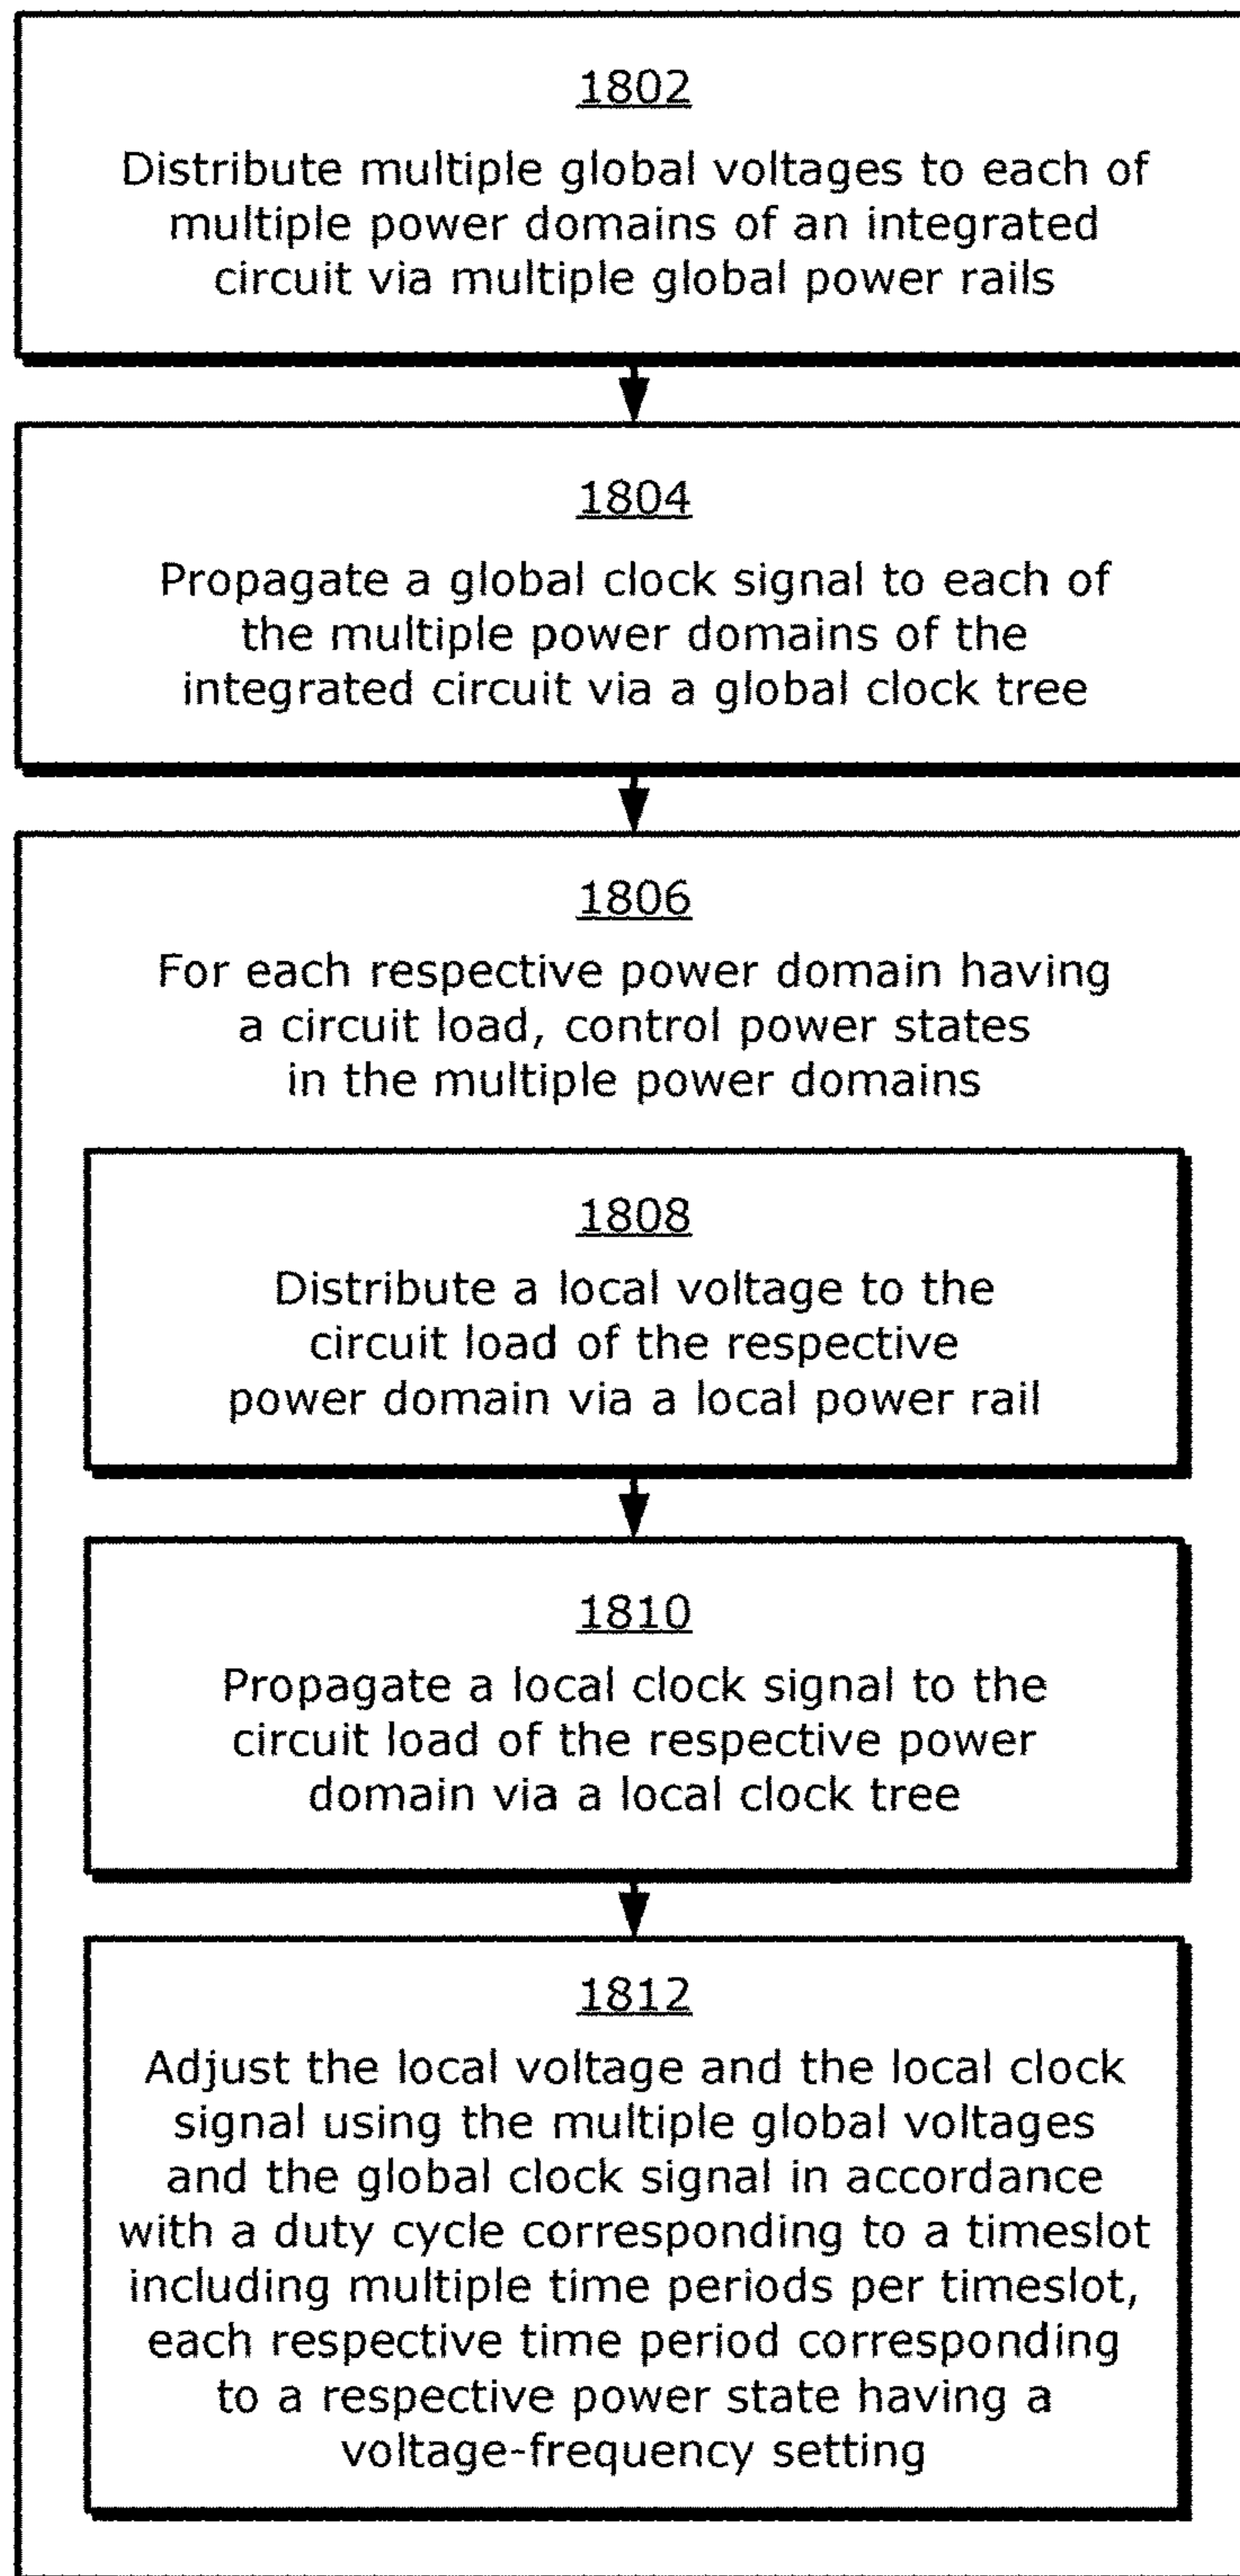 1802
Distribute multiple global voltages to each of
multiple power domains of an integrated
circuit via multiple global power rails
1804
Propagate a global clock signal to each of
the multiple power domains of the
integrated circuit via a global clock tree
1806
For each respective power domain having
a circuit load, control power states
in the multiple power domains
1808
Distribute a local voltage to the
circuit load of the respective
power domain via a local power rail
1810
Propagate a local clock signal to the
circuit load of the respective power
domain via a local clock tree
1812
Adjust the local voltage and the local clock
signal using the multiple global voltages
and the global clock signal in accordance
with a duty cycle corresponding to a timeslot
including multiple time periods per timeslot,
each respective time period corresponding
to a respective power state having a
voltage-frequency setting